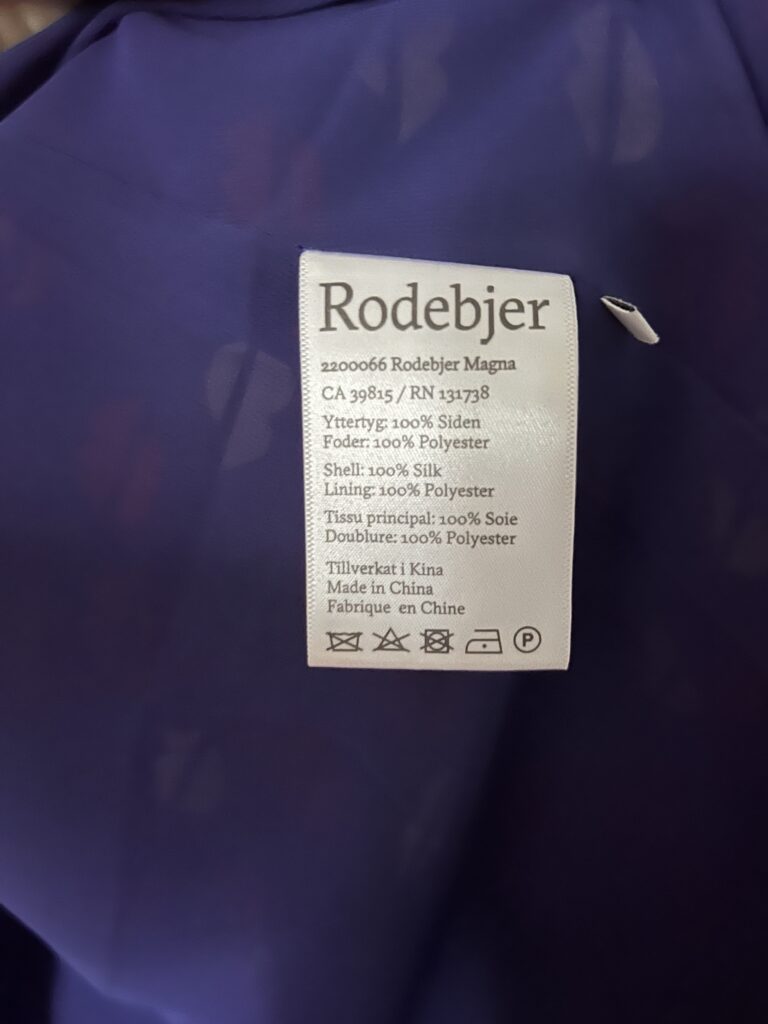 Rodebjer
2200066 Rodebjer Magna
CA 39815 / RN 131738
Yttertyg: 100% Siden
Foder: 100% Polyester
Shell: 100% Silk
Lining: 100% Polyester
Tissu principal: 100% Soie
Doublure: 100% Polyester
Tillverkat i Kina
Made in China
Fabrique en Chine
P